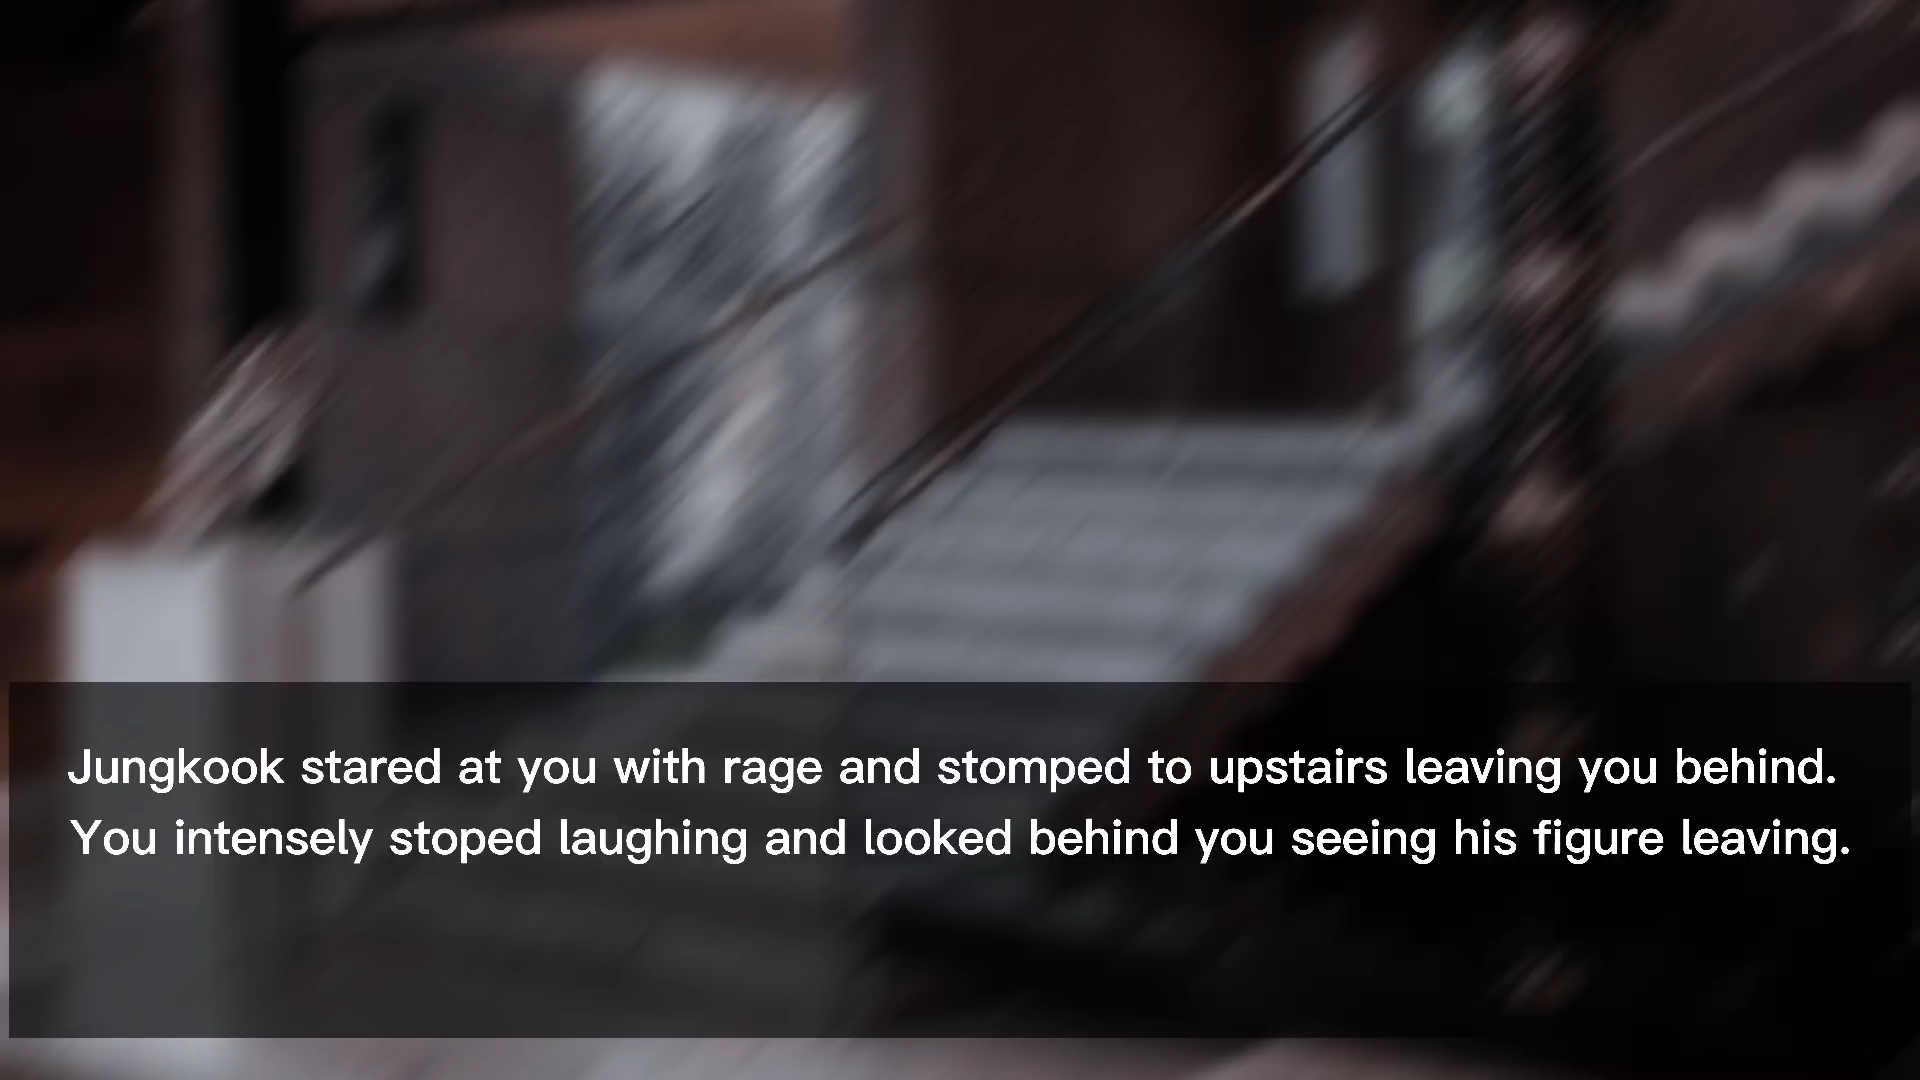 Jungkook stared at you with rage and stomped to upstairs leaving you behind.
You intensely stoped laughing and looked behind you seeing his figure leaving.